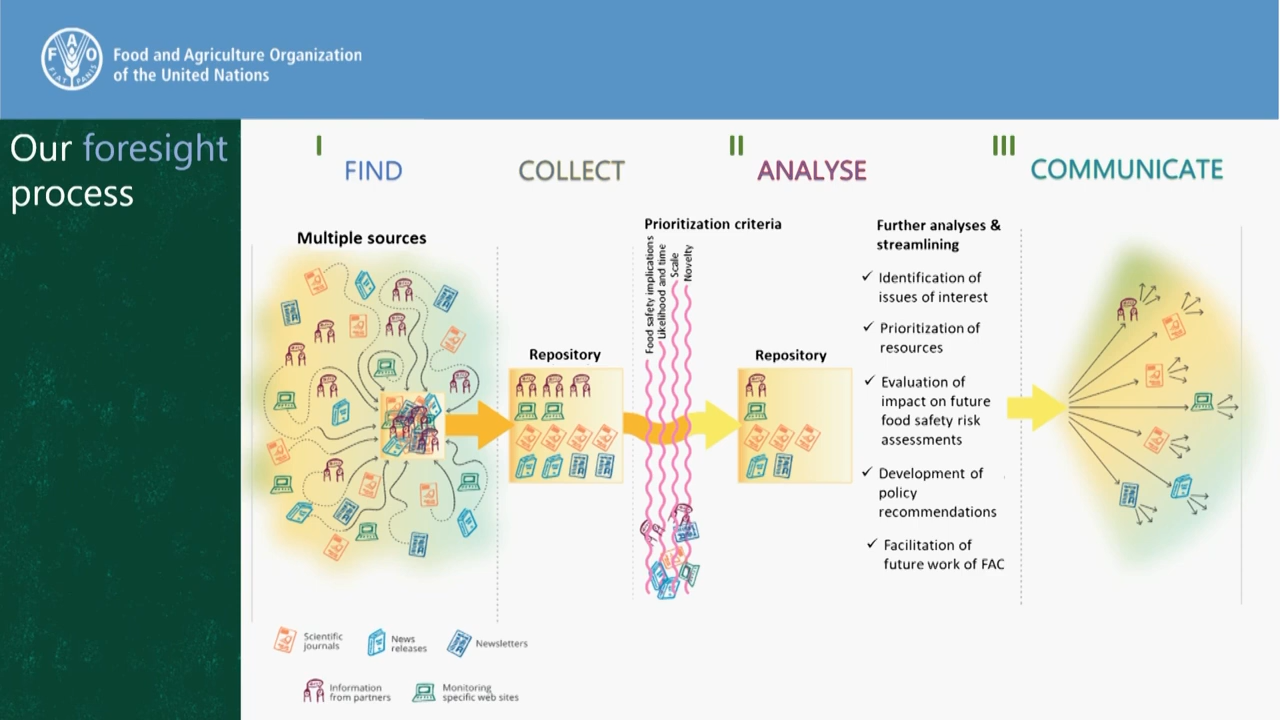 FAO
FIAT PANIS
Food and Agriculture Organization
of the United Nations
Our foresight
process
I
FIND
COLLECT
II
ANALYSE
III
COMMUNICATE
Multiple sources
Repository
Prioritization criteria
Food safety implications
Likelihood and time
Scale
Novelty
Repository
Further analyses &
streamlining
✓ Identification of
issues of interest
✓ Prioritization of
resources
✓ Evaluation of
impact on future
food safety risk
assessments
✓ Development of
policy
recommendations
✓ Facilitation of
future work of FAC
Scientific
journals
News
releases
Newsletters
Information
from partners
Monitoring
specific web sites